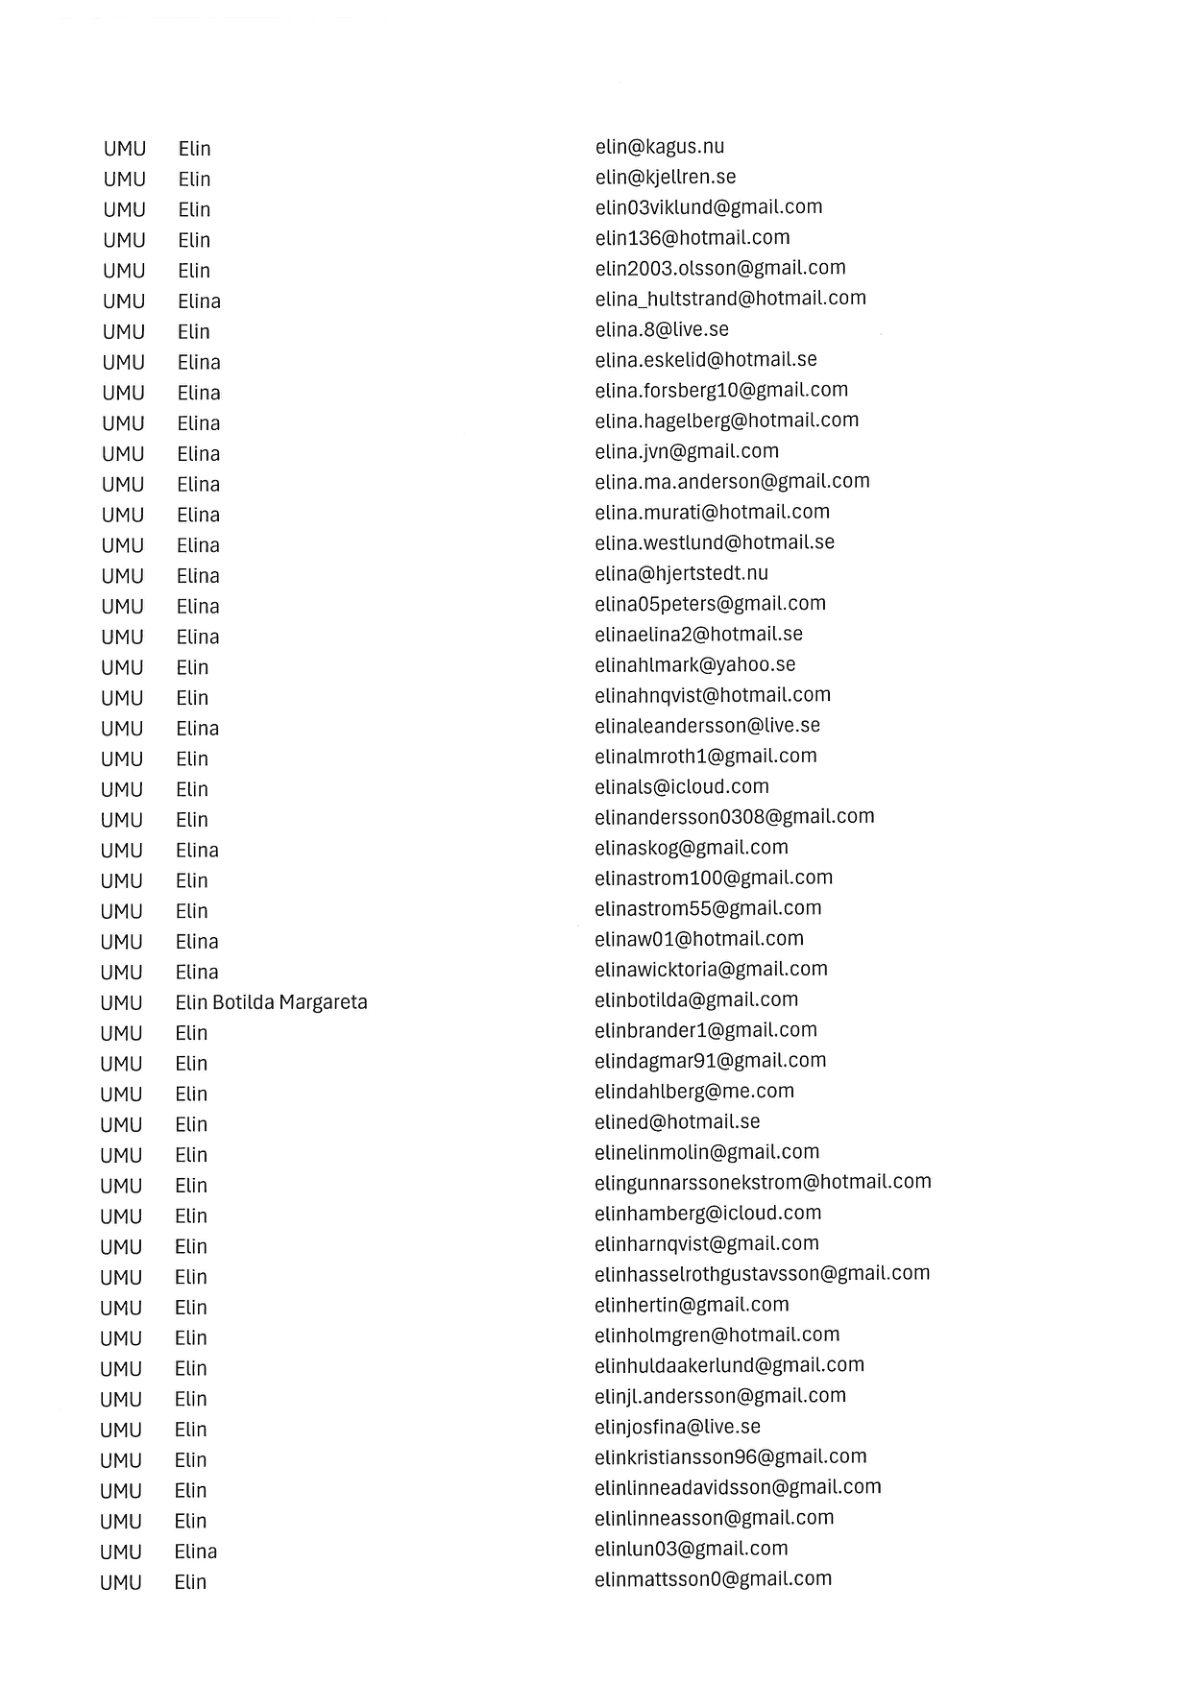 UMU Elin elin@kagus.nu
UMU Elin elin@kjellren.se
UMU Elin elin03viklund@gmail.com
UMU Elin elin136@hotmail.com
UMU Elin elin2003.olsson@gmail.com
UMU Elina elina_hultstrand@hotmail.com
UMU Elin elina.8@live.se
UMU Elina elina.eskelid@hotmail.se
UMU Elina elina.forsberg10@gmail.com
UMU Elina elina.hagelberg@hotmail.com
UMU Elina elina.jvn@gmail.com
UMU Elina elina.ma.anderson@gmail.com
UMU Elina elina.murati@hotmail.com
UMU Elina elina.westlund@hotmail.se
UMU Elina elina@hjertstedt.nu
UMU Elina elina05peters@gmail.com
UMU Elina elinaelina2@hotmail.se
UMU Elin elinahlmark@yahoo.se
UMU Elin elinahnqvist@hotmail.com
UMU Elina elinaleandersson@live.se
UMU Elin elinalmroth1@gmail.com
UMU Elin elinals@icloud.com
UMU Elin elinandersson0308@gmail.com
UMU Elina elinaskog@gmail.com
UMU Elin elinastrom100@gmail.com
UMU Elin elinastrom55@gmail.com
UMU Elina elinaw01@hotmail.com
UMU Elina elinawicktoria@gmail.com
UMU Elin Botilda Margareta elinbotilda@gmail.com
UMU Elin elinbrander1@gmail.com
UMU Elin elindagmar91@gmail.com
UMU Elin elindahlberg@me.com
UMU Elin elined@hotmail.se
UMU Elin elinelinmolin@gmail.com
UMU Elin elingunnarssonekstrom@hotmail.com
UMU Elin elinhamberg@icloud.com
UMU Elin elinharnqvist@gmail.com
UMU Elin elinhasselrothgustavsson@gmail.com
UMU Elin elinhertin@gmail.com
UMU Elin elinholmgren@hotmail.com
UMU Elin elinhuldaakerlund@gmail.com
UMU Elin elinjl.andersson@gmail.com
UMU Elin elinjosfina@live.se
UMU Elin elinkristiansson96@gmail.com
UMU Elin elinlinneadavidsson@gmail.com
UMU Elin elinlinneasson@gmail.com
UMU Elina elinlun03@gmail.com
UMU Elin elinmattsson0@gmail.com